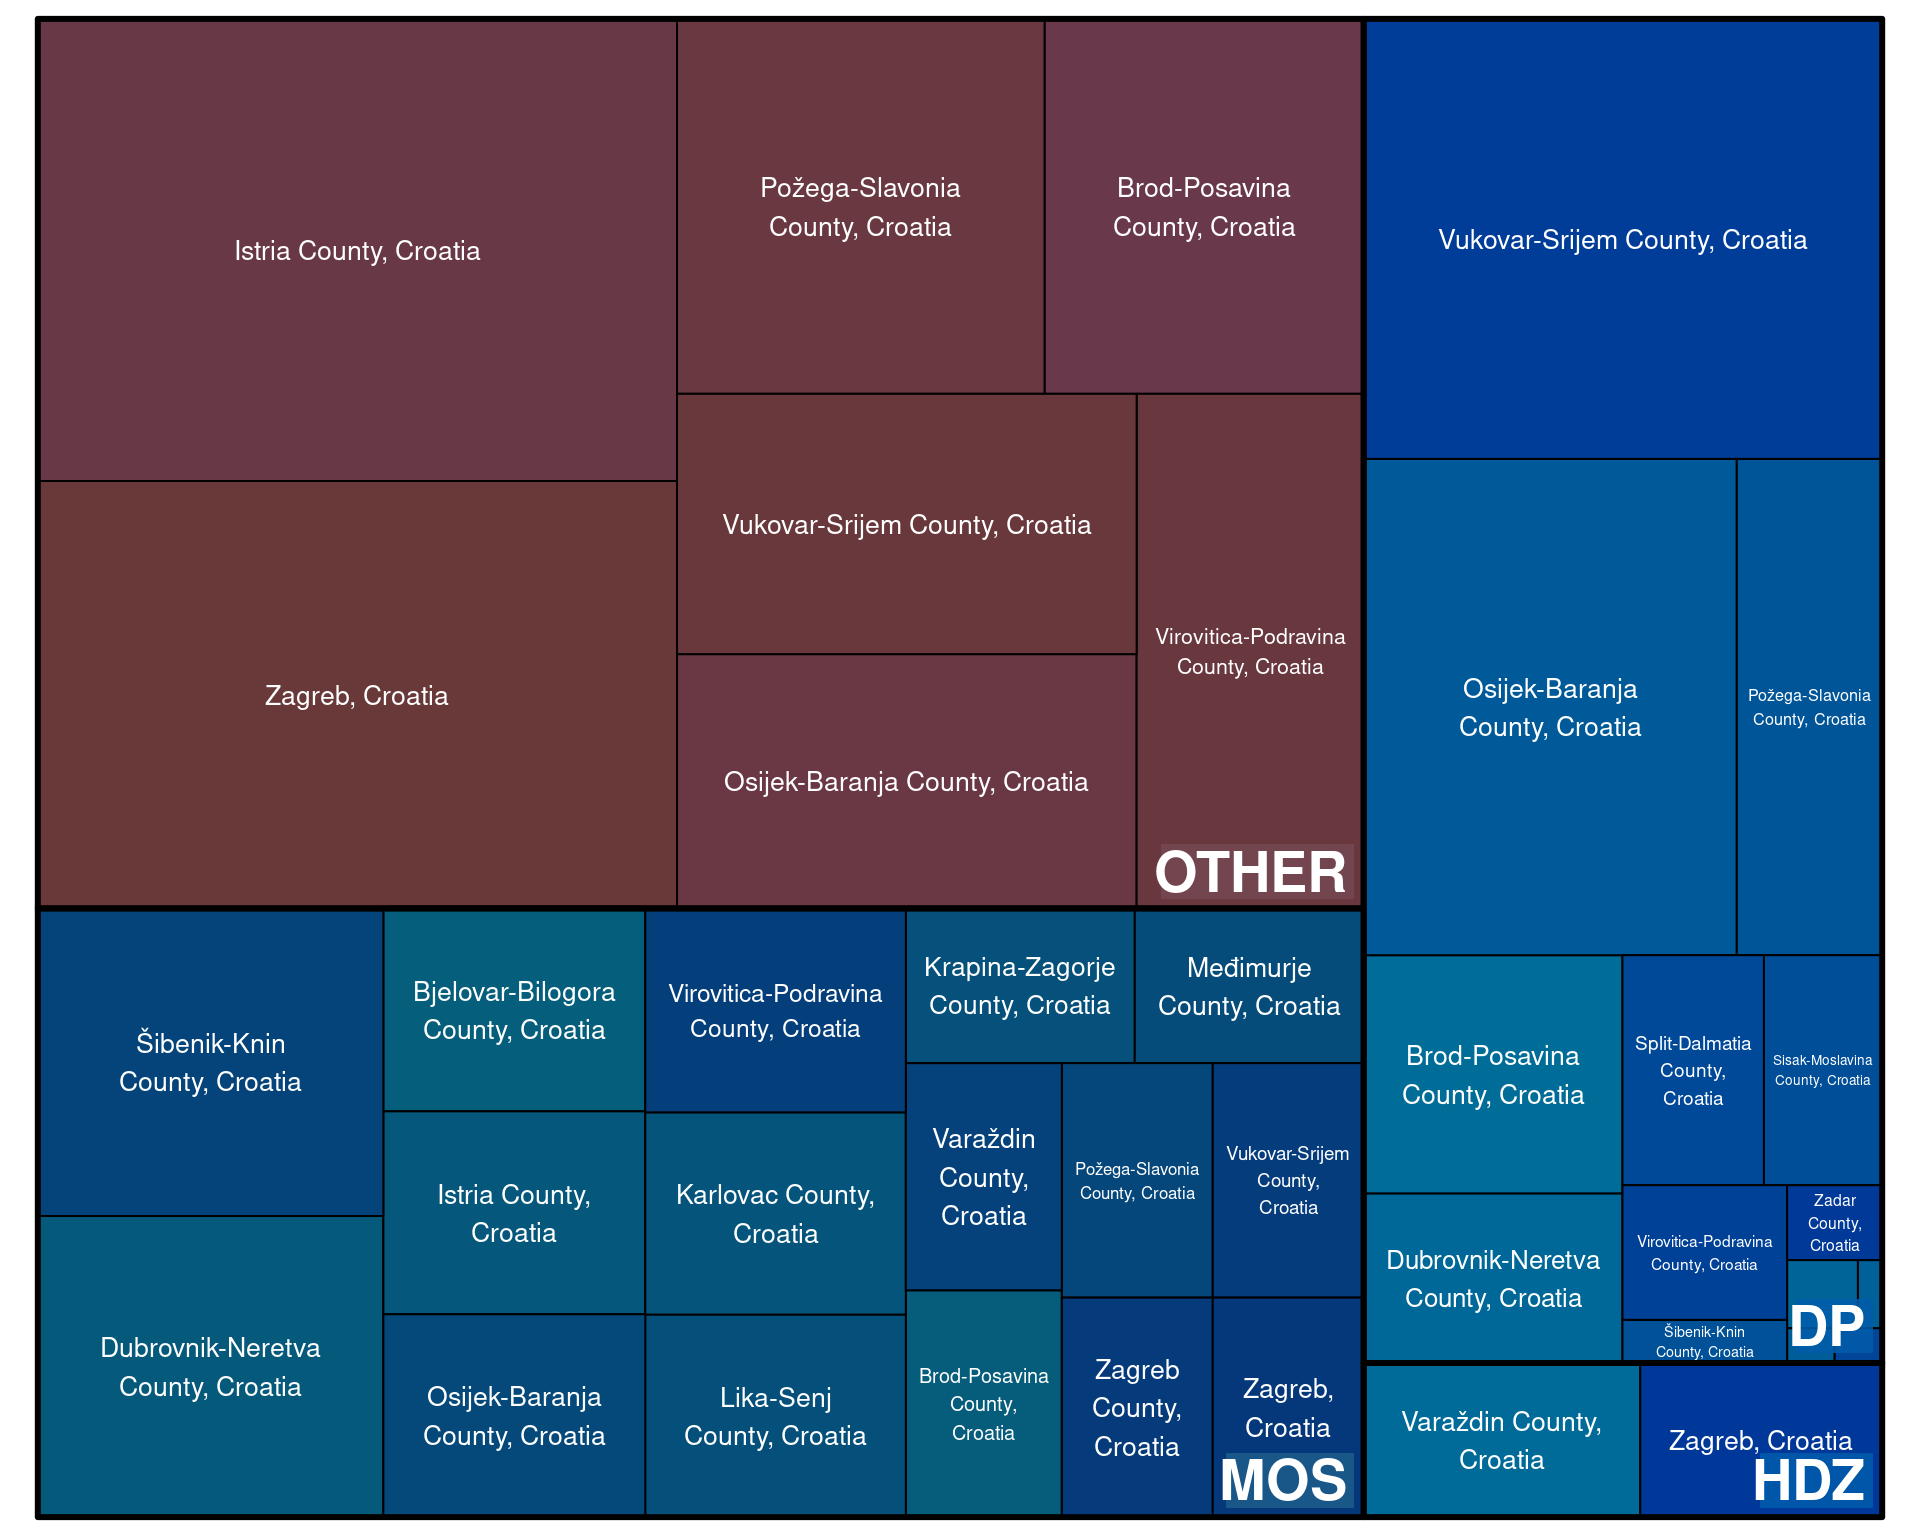 Istria County, Croatia
Požega-Slavonia
County, Croatia
Brod-Posavina
County, Croatia
Zagreb, Croatia
Vukovar-Srijem County, Croatia
Osijek-Baranja County, Croatia
Virovitica-Podravina
County, Croatia
OTHER
Vukovar-Srijem County, Croatia
Osijek-Baranja
County, Croatia
Požega-Slavonia
County, Croatia
Brod-Posavina
County, Croatia
Split-Dalmatia
County,
Croatia
Sisak-Moslavina
County, Croatia
Dubrovnik-Neretva
County, Croatia
Virovitica-Podravina
County, Croatia
Zadar
County,
Croatia
Šibenik-Knin
County, Croatia
DP
Šibenik-Knin
County, Croatia
Dubrovnik-Neretva
County, Croatia
Bjelovar-Bilogora
County, Croatia
Istria County,
Croatia
Osijek-Baranja
County, Croatia
Virovitica-Podravina
County, Croatia
Karlovac County,
Croatia
Lika-Senj
County, Croatia
Krapina-Zagorje
County, Croatia
Međimurje
County, Croatia
Varaždin
County,
Croatia
Požega-Slavonia
County, Croatia
Vukovar-Srijem
County,
Croatia
Brod-Posavina
County,
Croatia
Zagreb
County,
Croatia
Zagreb,
Croatia
MOS
Varaždin County,
Croatia
Zagreb, Croatia
HDZ